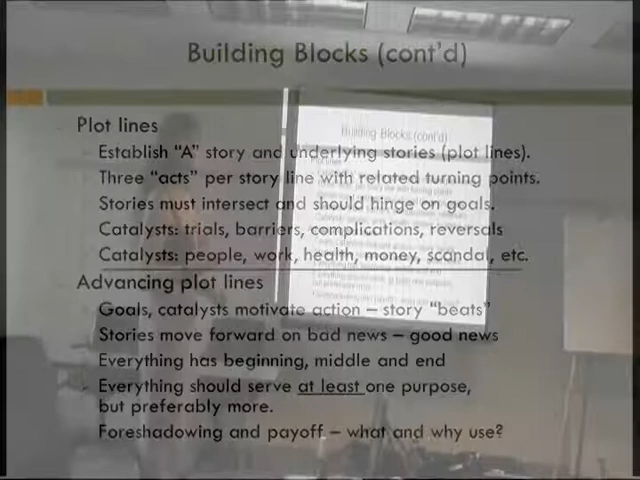 Building Blocks (cont'd)
Plot lines
Establish "A" story and underlying stories (plot lines).
Three "acts" per story line with related turning points.
Stories must intersect and should hinge on goals.
Catalysts: trials, barriers, complications, reversals
Catalysts: people, work, health, money, scandal, etc.
Advancing plot lines
Goals, catalysts motivate action – story "beats"
Stories move forward on bad news – good news
Everything has beginning, middle and end
Everything should serve at least one purpose,
but preferably more.
Foreshadowing and payoff – what and why use?
Building Blocks (cont'd)